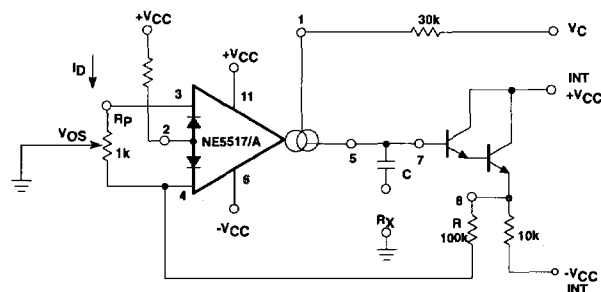 +VCC
1
30k
VC
ID
+VCC
INT
+VCC
3
11
RP
VOS
2
NE5517/A
1k
5
7
C
4
6
-VCC
RX
8
R
100k
10k
-VCC
INT